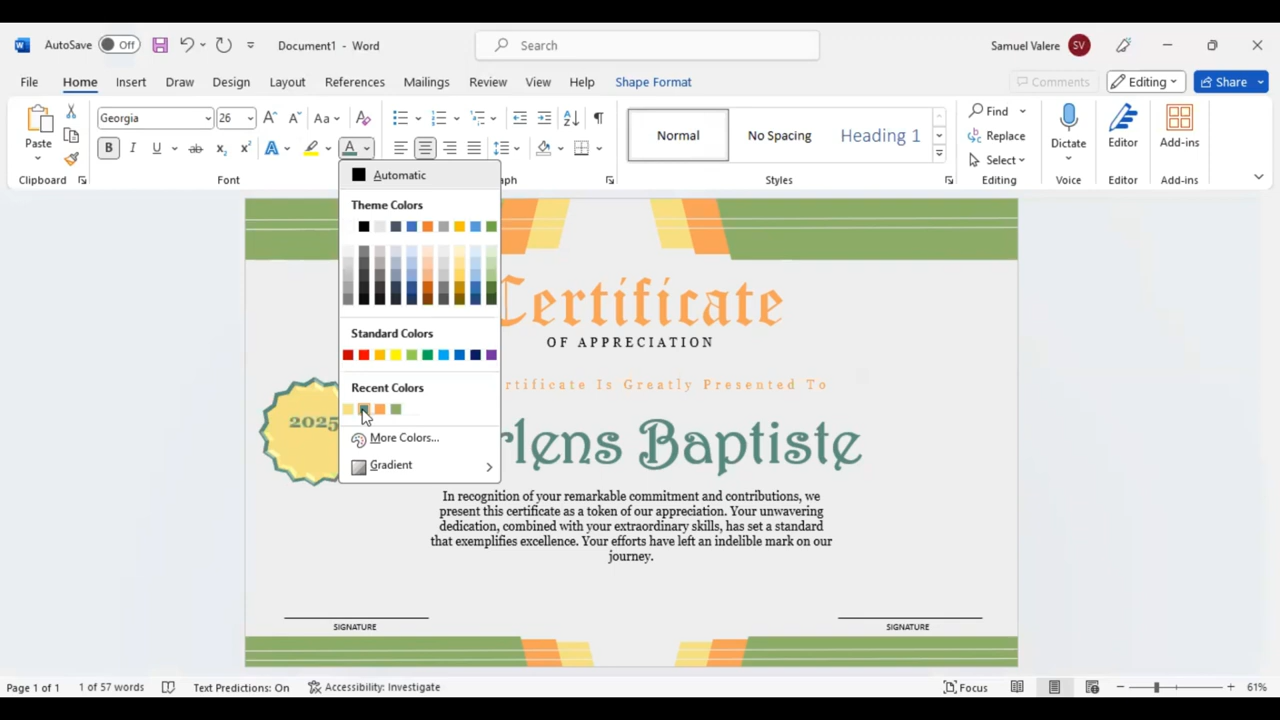 AutoSave Off Document1 - Word Search Samuel Valere SV
File Home Insert Draw Design Layout References Mailings Review View Help Shape Format Comments Editing Share
Georgia 26 Aa Normal No Spacing Heading 1 Find
Paste Replace Dictate Editor Add-ins
B I U ab x₂ x² A A Select
Clipboard Font ph Styles Editing Voice Editor Add-ins
Automatic
Theme Colors
Standard Colors
Recent Colors
More Colors...
Gradient
Certificate
OF APPRECIATION
ertificate Is Greatly Presented To
2025
rlens Baptiste
In recognition of your remarkable commitment and contributions, we
present this certificate as a token of our appreciation. Your unwavering
dedication, combined with your extraordinary skills, has set a standard
that exemplifies excellence. Your efforts have left an indelible mark on our
journey.
SIGNATURE SIGNATURE
Page 1 of 1 1 of 57 words Text Predictions: On Accessibility: Investigate Focus 61%